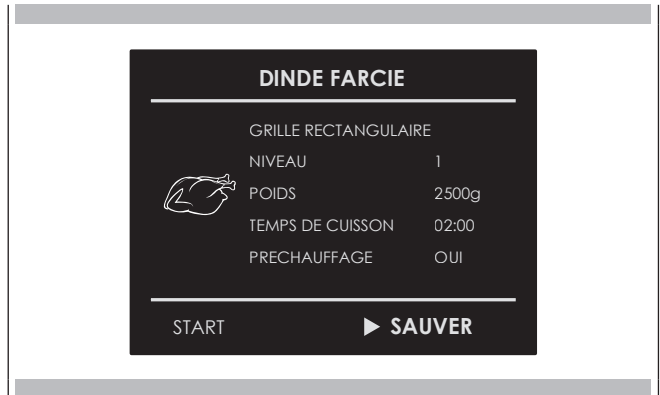 DINDE FARCIE
GRILLE RECTANGULAIRE
NIVEAU 1
POIDS 2500g
TEMPS DE CUISSON 02:00
PRECHAUFFAGE OUI
START ▶ SAUVER